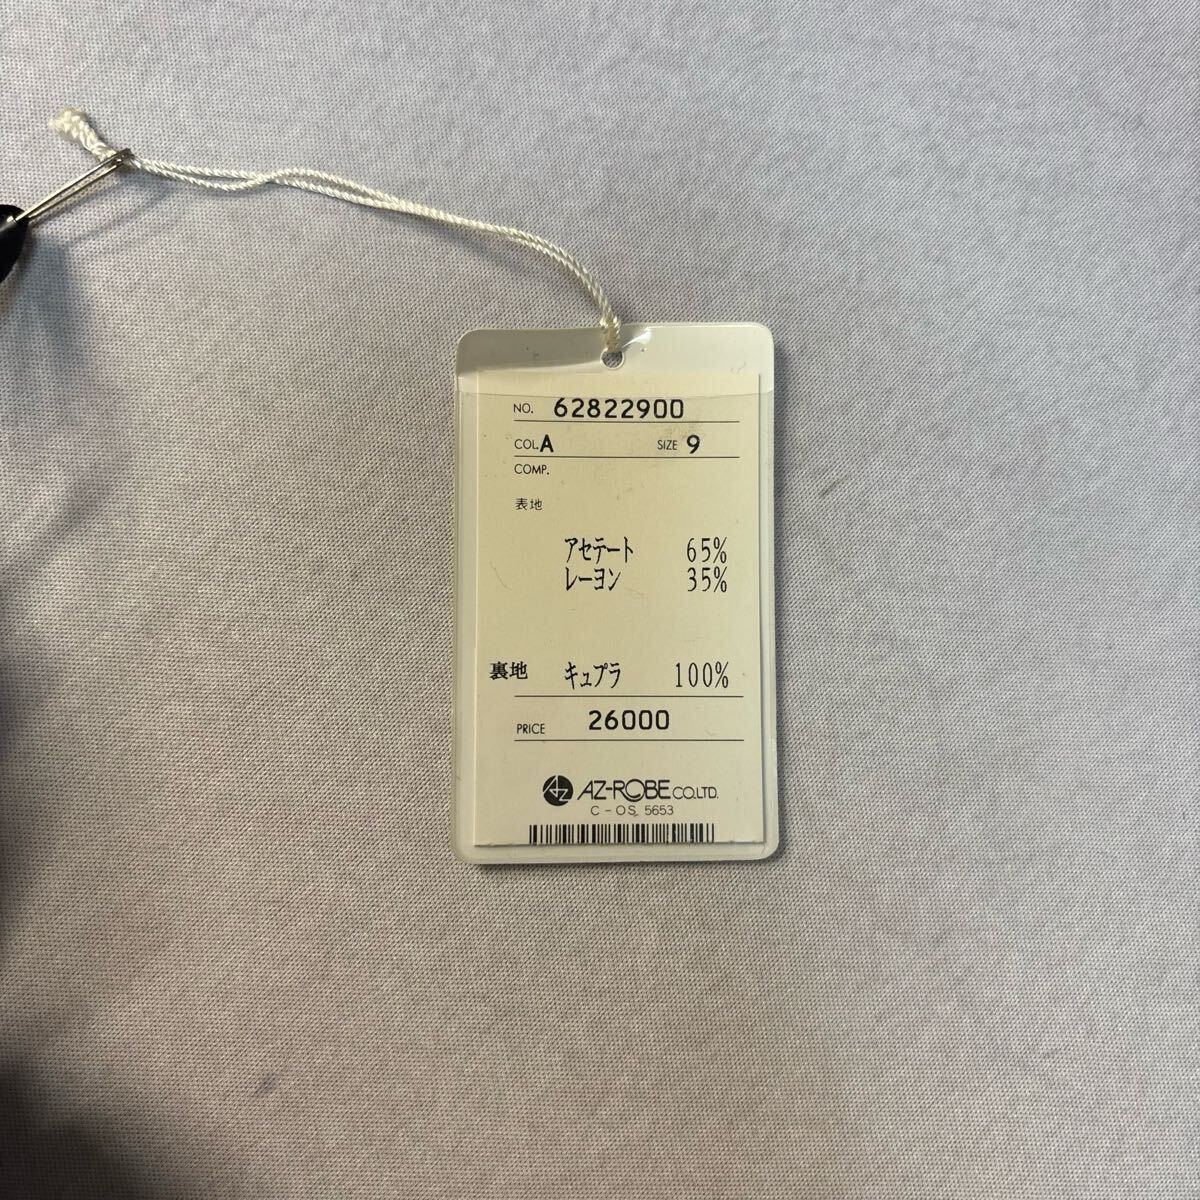 NO. 62822900
COL. A SIZE 9
COMP.
表地
アセテート 65%
レーヨン 35%
裏地 キュプラ 100%
PRICE 26000
AZ AZ-ROBE CO.LTD.
C-OS 5653